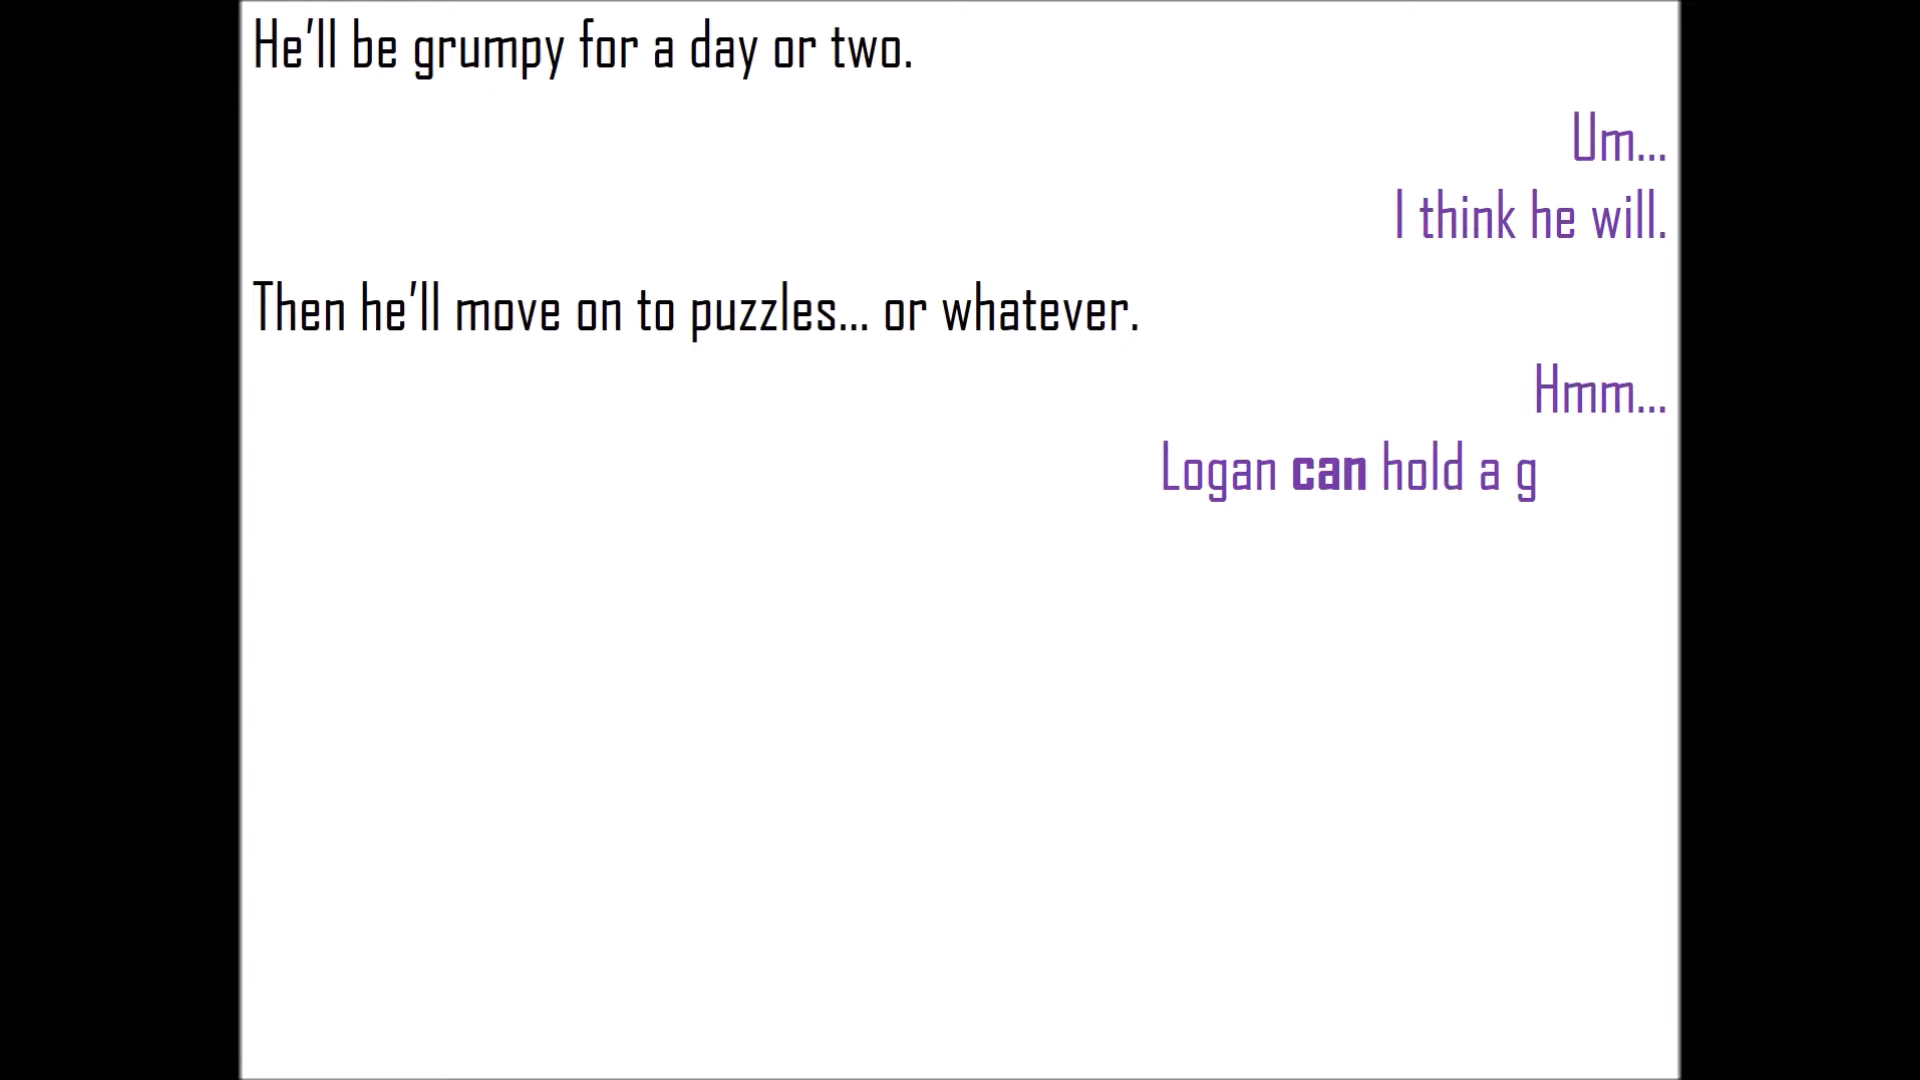 He'll be grumpy for a day or two.
Um...
I think he will.
Then he'll move on to puzzles... or whatever.
Hmm...
Logan can hold a g